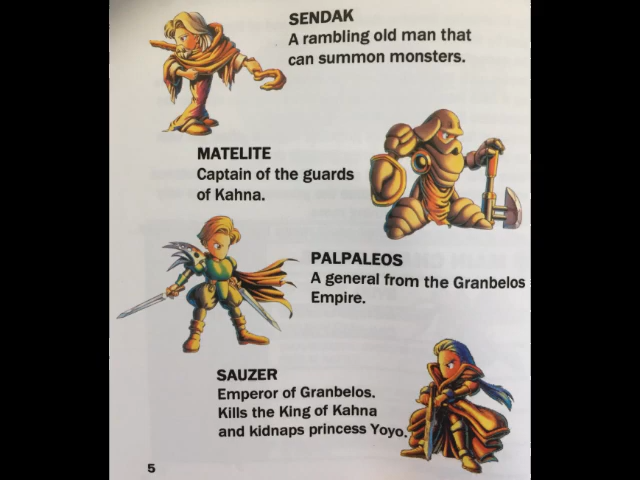 SENDAK
A rambling old man that
can summon monsters.
MATELITE
Captain of the guards
of Kahna.
PALPALEOS
A general from the Granbelos
Empire.
SAUZER
Emperor of Granbelos.
Kills the King of Kahna
and kidnaps princess Yoyo.
5